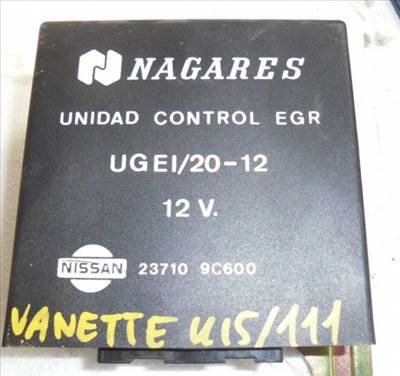 NAGARES
UNIDAD CONTROL EGR
UGEI/20-12
12 V.
NISSAN 23710 9C600
VANETTE U15/111